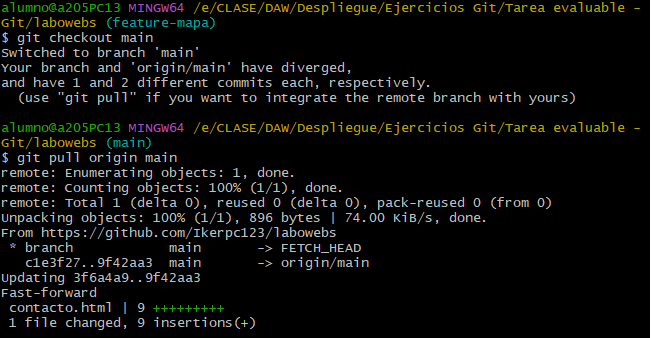 alumno@a205PC13 MINGW64 /e/CLASE/DAW/Despliegue/Ejercicios Git/Tarea evaluable -
Git/labowebs (feature-mapa)
$ git checkout main
Switched to branch 'main'
Your branch and 'origin/main' have diverged,
and have 1 and 2 different commits each, respectively.
  (use "git pull" if you want to integrate the remote branch with yours)

alumno@a205PC13 MINGW64 /e/CLASE/DAW/Despliegue/Ejercicios Git/Tarea evaluable -
Git/labowebs (main)
$ git pull origin main
remote: Enumerating objects: 1, done.
remote: Counting objects: 100% (1/1), done.
remote: Total 1 (delta 0), reused 0 (delta 0), pack-reused 0 (from 0)
Unpacking objects: 100% (1/1), 896 bytes | 74.00 KiB/s, done.
From https://github.com/Ikerpc123/labowebs
 * branch            main       -> FETCH_HEAD
   c1e3f27..9f42aa3  main       -> origin/main
Updating 3f6a4a9..9f42aa3
Fast-forward
 contacto.html | 9 +++++++++
 1 file changed, 9 insertions(+)